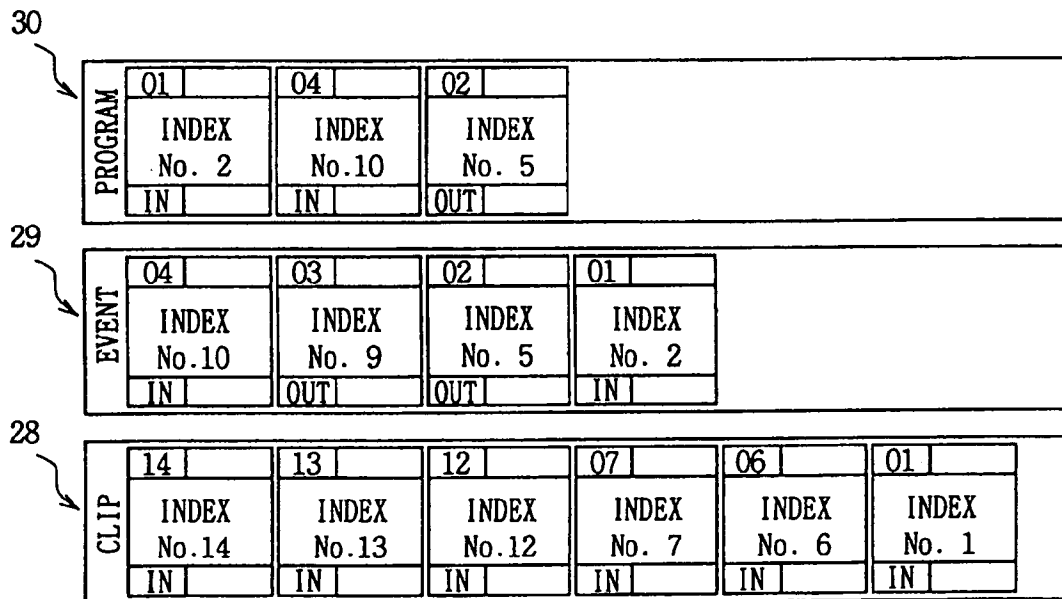 30
PROGRAM
01 04 02
INDEX INDEX INDEX
No. 2 No.10 No. 5
IN IN OUT
29
EVENT
04 03 02 01
INDEX INDEX INDEX INDEX
No.10 No. 9 No. 5 No. 2
IN OUT OUT IN
28
CLIP
14 13 12 07 06 01
INDEX INDEX INDEX INDEX INDEX INDEX
No.14 No.13 No.12 No. 7 No. 6 No. 1
IN IN IN IN IN IN